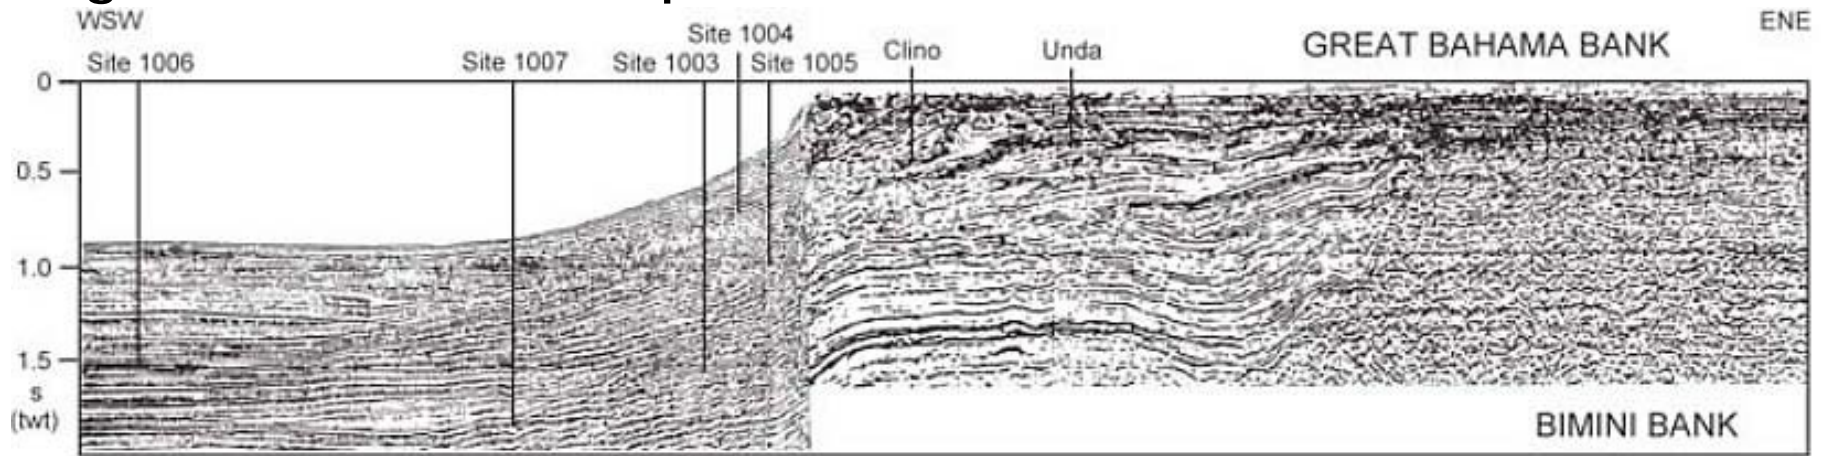 WSW
ENE
Site 1004
Site 1006
Site 1007
Site 1003
Site 1005
Clino
Unda
GREAT BAHAMA BANK
0
0.5
1.0
1.5
s
(twt)
BIMINI BANK